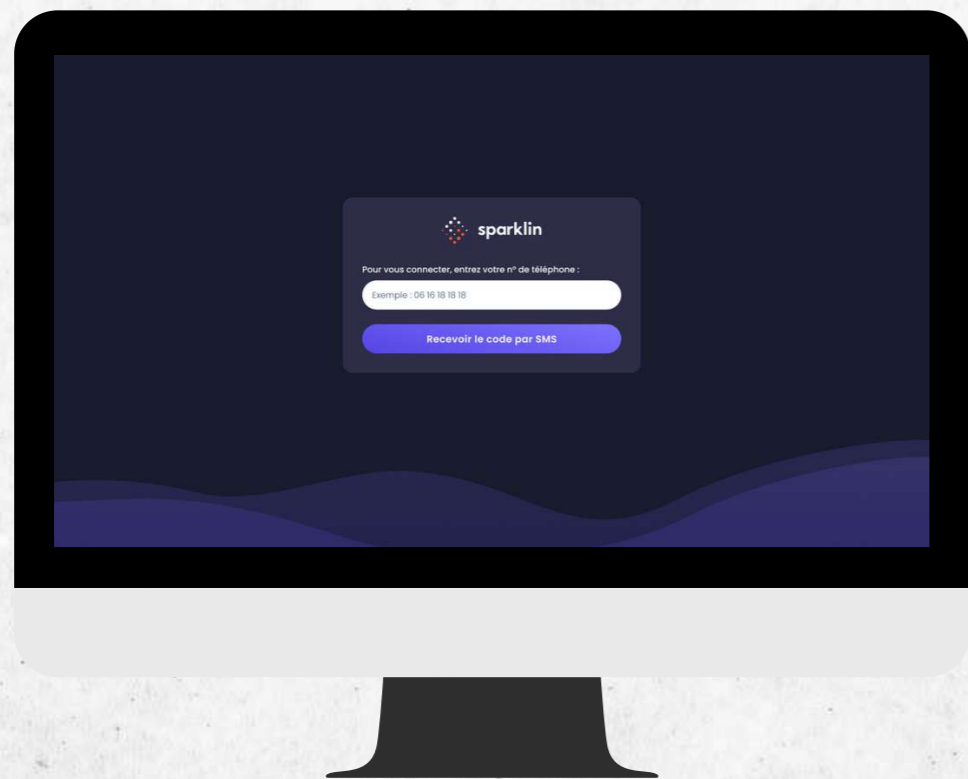 sparklin
Pour vous connecter, entrez votre n° de téléphone :
Exemple : 06 16 18 18 18
Recevoir le code par SMS